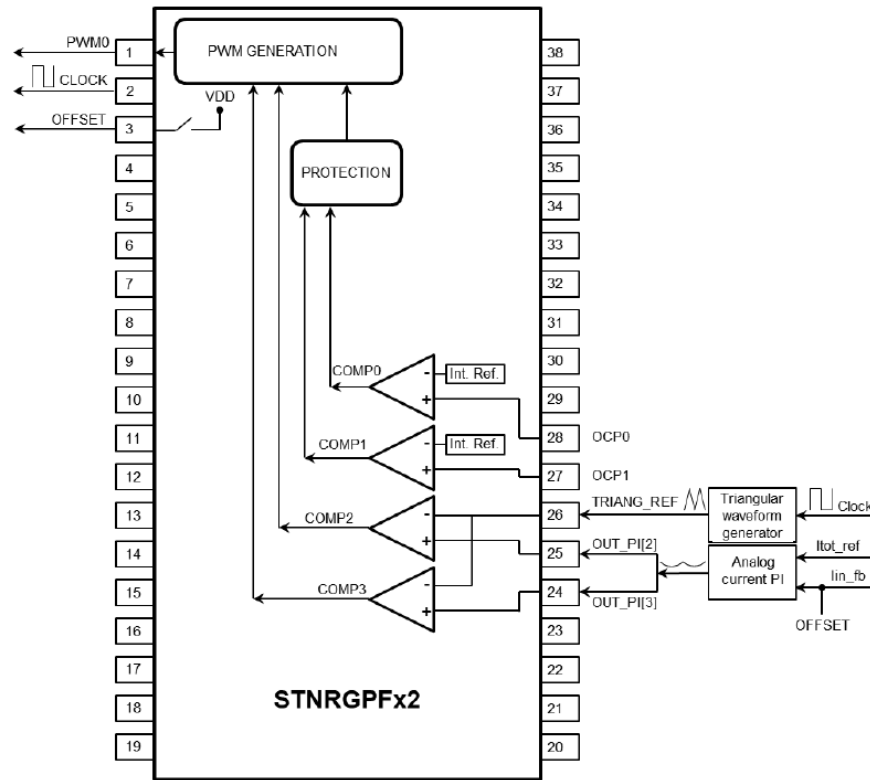 PWM0
1
CLOCK
2
OFFSET
3
VDD
4
5
6
7
8
9
10
11
12
13
14
15
16
17
18
19
PWM GENERATION
PROTECTION
COMP0
-
+
Int. Ref.
COMP1
-
+
Int. Ref.
COMP2
-
+
COMP3
-
+
STNRGPFx2
38
37
36
35
34
33
32
31
30
29
28
OCP0
27
OCP1
26
TRIANG_REF
25
OUT_PI[2]
24
OUT_PI[3]
23
22
21
20
Triangular
waveform
generator
Clock
Analog
current PI
Itot_ref
Iin_fb
OFFSET